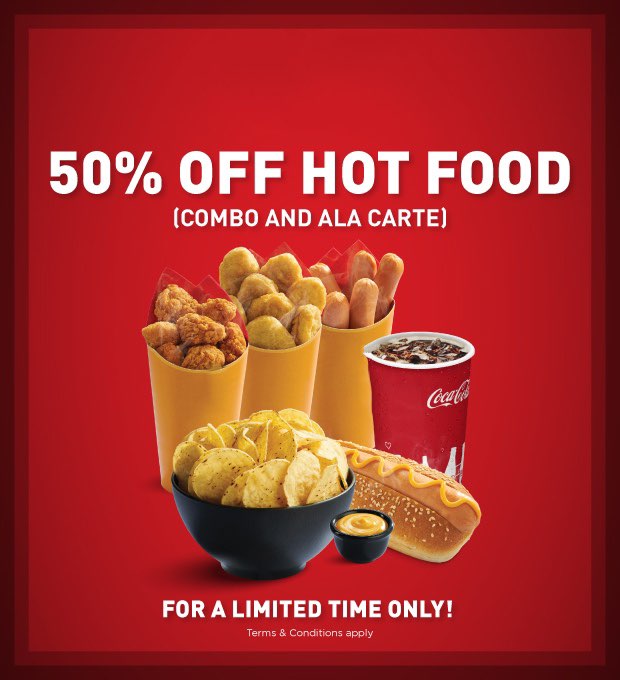 50% OFF HOT FOOD
(COMBO AND ALA CARTE)
Coca-Cola
FOR A LIMITED TIME ONLY!
Terms & Conditions apply